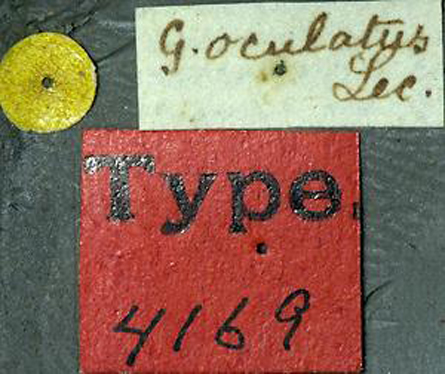 G. oculatus
Lec.
Type.
4169